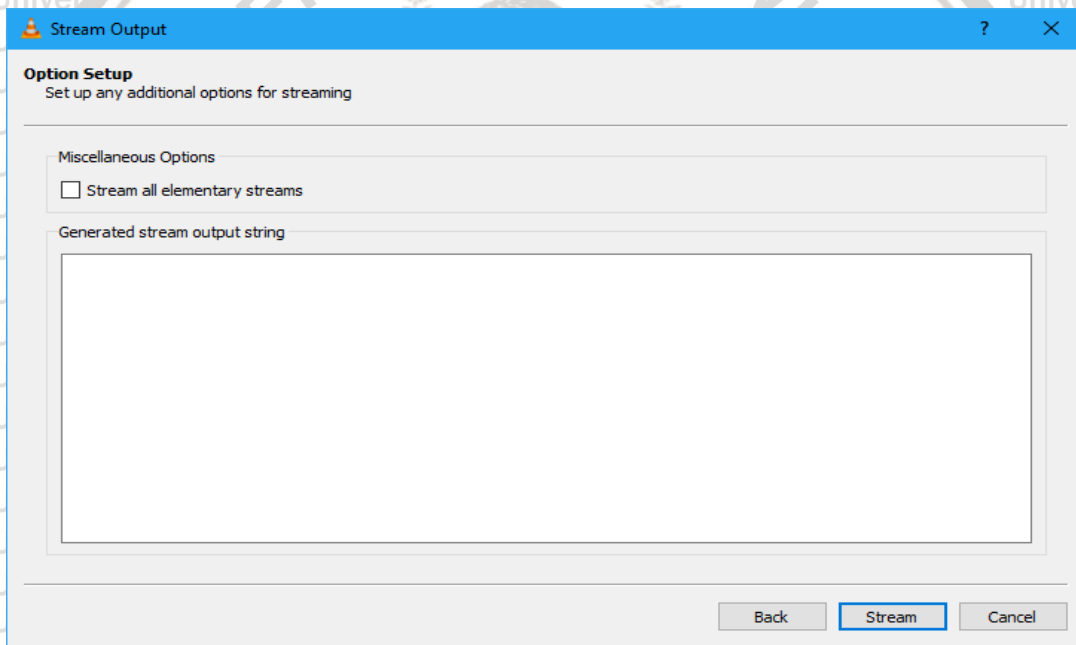 Stream Output
?
Option Setup
Set up any additional options for streaming
Miscellaneous Options
Stream all elementary streams
Generated stream output string
Back Stream Cancel